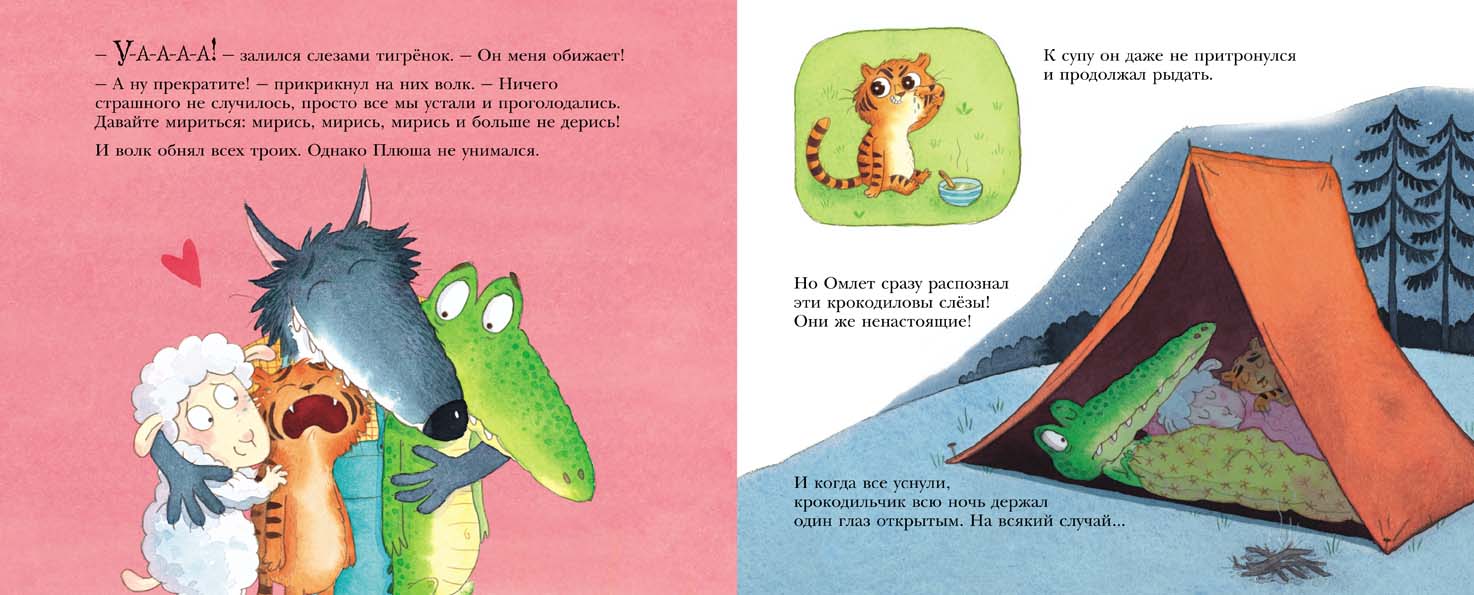 — У-А-А-А-А! — залился слезами тигрёнок. — Он меня обижает!
— А ну прекратите! — прикрикнул на них волк. — Ничего
страшного не случилось, просто все мы устали и проголодались.
Давайте мириться: мирись, мирись, мирись и больше не дерись!
И волк обнял всех троих. Однако Плюша не унимался.
К супу он даже не притронулся
и продолжал рыдать.
Но Омлет сразу распознал
эти крокодиловы слёзы!
Они же ненастоящие!
И когда все уснули,
крокодильчик всю ночь держал
один глаз открытым. На всякий случай...